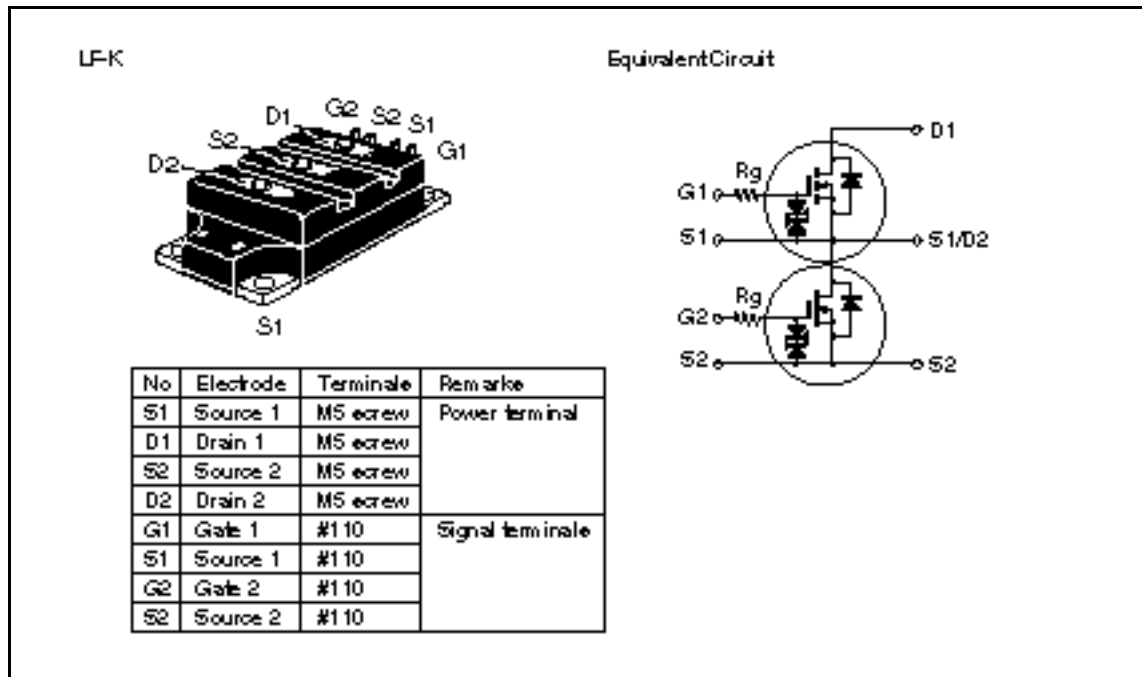 LF-K
Equivalent Circuit
D1
G2
S2
S1
G1
S2
D2
S1
D1
Rg
G1
S1
S1/D2
Rg
G2
S2
S2
No Electrode Terminals Remarks
S1 Source 1 M5 screw Power terminal
D1 Drain 1 M5 screw
S2 Source 2 M5 screw
D2 Drain 2 M5 screw
G1 Gate 1 #110 Signal terminals
S1 Source 1 #110
G2 Gate 2 #110
S2 Source 2 #110